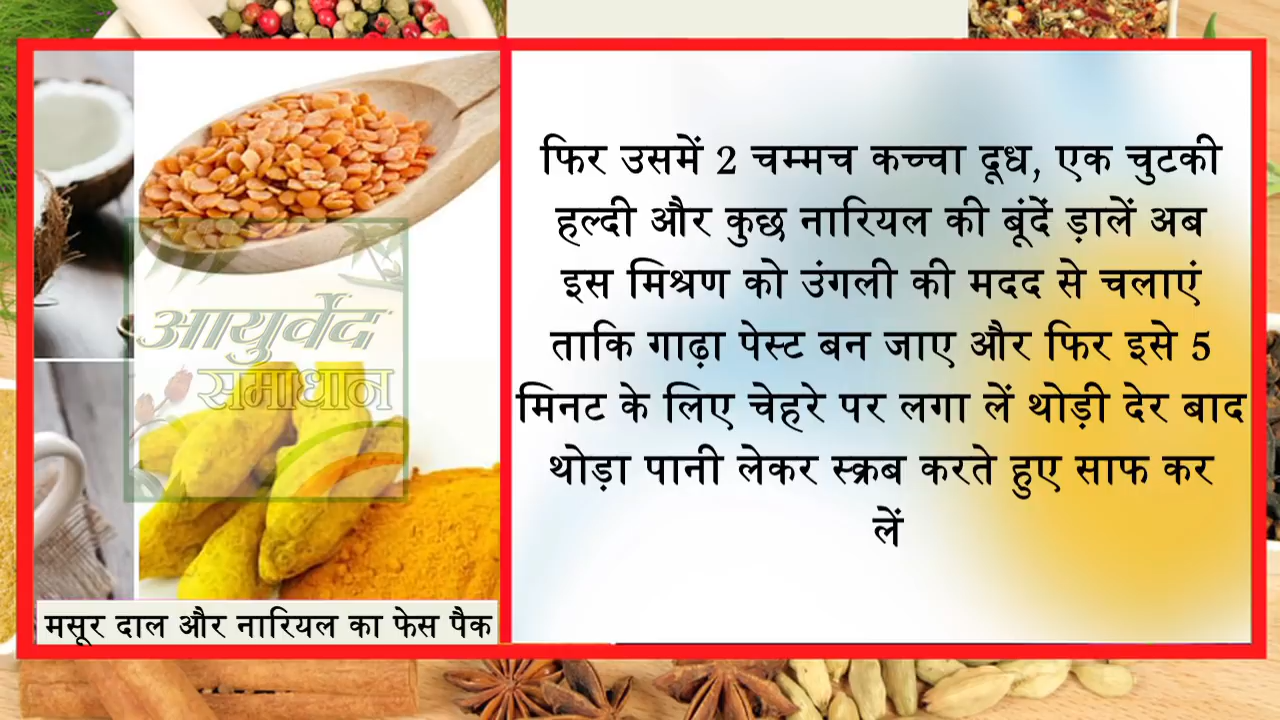 फिर उसमें 2 चम्मच कच्चा दूध, एक चुटकी
हल्दी और कुछ नारियल की बूंदें ड़ालें अब
इस मिश्रण को उंगली की मदद से चलाएं
ताकि गाढ़ा पेस्ट बन जाए और फिर इसे 5
मिनट के लिए चेहरे पर लगा लें थोड़ी देर बाद
थोड़ा पानी लेकर स्क्रब करते हुए साफ कर
लें
आयुर्वेद
समाधान
मसूर दाल और नारियल का फेस पैक